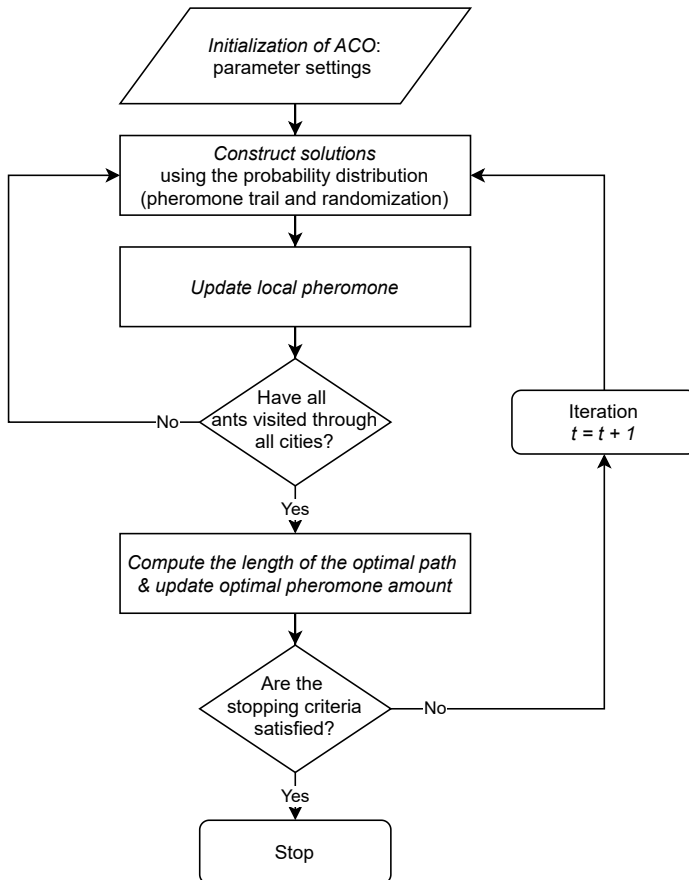 Initialization of ACO:
parameter settings
Construct solutions
using the probability distribution
(pheromone trail and randomization)
Update local pheromone
Have all
ants visited through
all cities?
No
Yes
Iteration
t = t + 1
Compute the length of the optimal path
& update optimal pheromone amount
Are the
stopping criteria
satisfied?
No
Yes
Stop